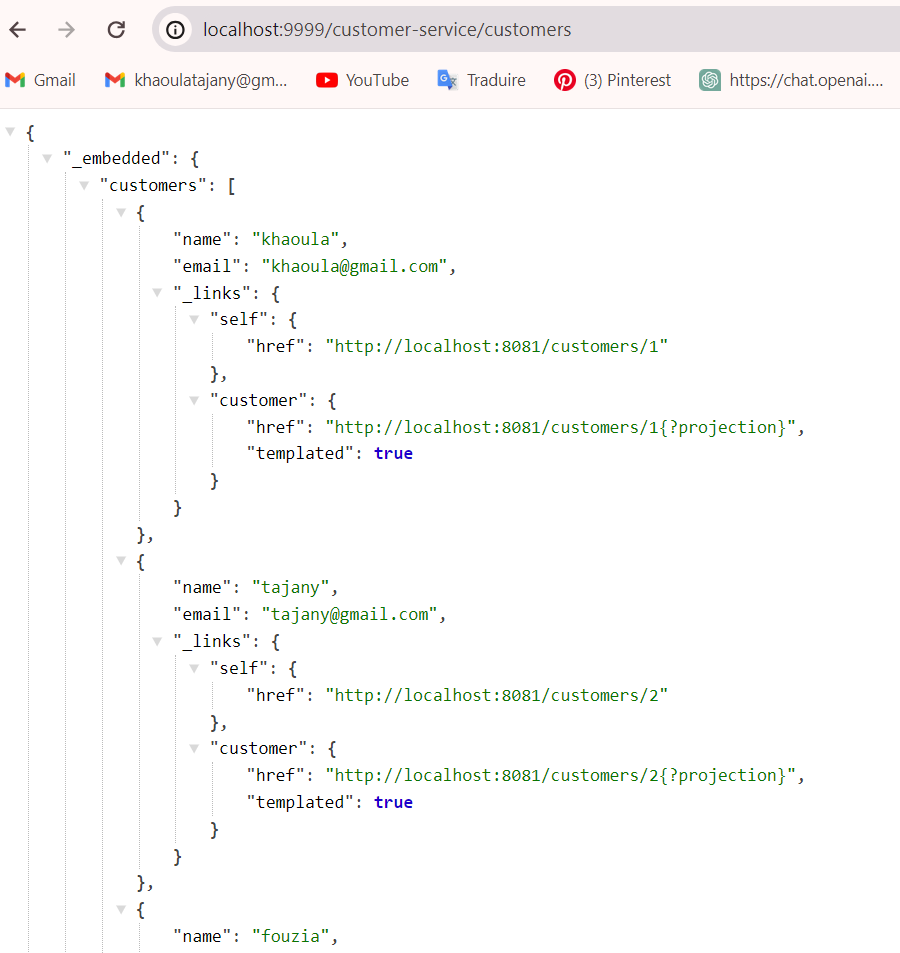 localhost:9999/customer-service/customers
Gmail khaoulatajany@gm... YouTube Traduire (3) Pinterest https://chat.openai....
{
"_embedded": {
"customers": [
{
"name": "khaoula",
"email": "khaoula@gmail.com",
"_links": {
"self": {
"href": "http://localhost:8081/customers/1"
},
"customer": {
"href": "http://localhost:8081/customers/1{?projection}",
"templated": true
}
}
},
{
"name": "tajany",
"email": "tajany@gmail.com",
"_links": {
"self": {
"href": "http://localhost:8081/customers/2"
},
"customer": {
"href": "http://localhost:8081/customers/2{?projection}",
"templated": true
}
}
},
{
"name": "fouzia",